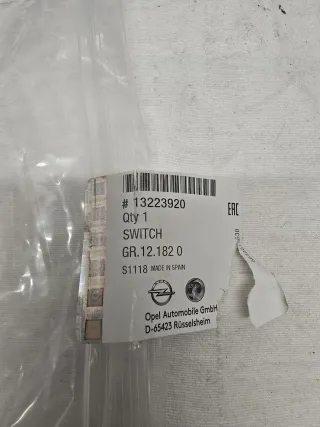 # 13223920
Qty 1
SWITCH
GR.12.182 0
S1118 MADE IN SPAIN
EAC
Opel Automobile GmbH
D-65423 Rüsselsheim